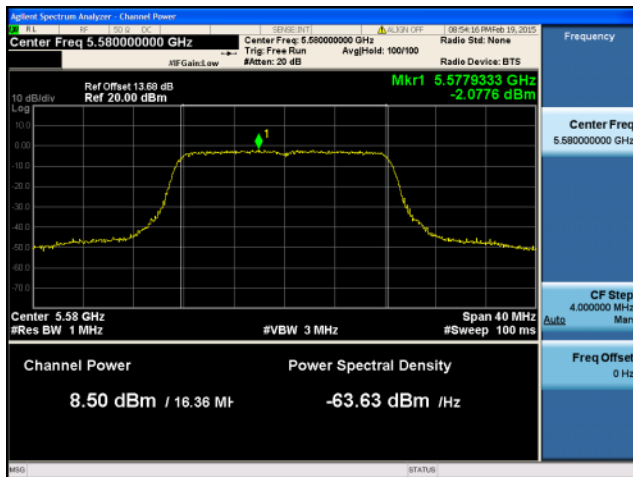 Agilent Spectrum Analyzer - Channel Power
RL RF 50 Ω DC SENSE:INT ALIGN OFF 08:54:16 PM Feb 19, 2015
Center Freq 5.580000000 GHz
Center Freq: 5.580000000 GHz
Radio Std: None
Trig: Free Run Avg|Hold: 100/100
#IFGain:Low #Atten: 20 dB Radio Device: BTS
Ref Offset 13.68 dB
10 dB/div Ref 20.00 dBm
Mkr1 5.5779333 GHz
-2.0776 dBm
Log
10.0
0.00
-10.0
-20.0
-30.0
-40.0
-50.0
-60.0
-70.0
1
Center 5.58 GHz Span 40 MHz
#Res BW 1 MHz #VBW 3 MHz #Sweep 100 ms
Channel Power Power Spectral Density
8.50 dBm / 16.36 MH -63.63 dBm /Hz
MSG STATUS
Frequency
Center Freq
5.580000000 GHz
CF Step
4.000000 MHz
Auto Man
Freq Offset
0 Hz